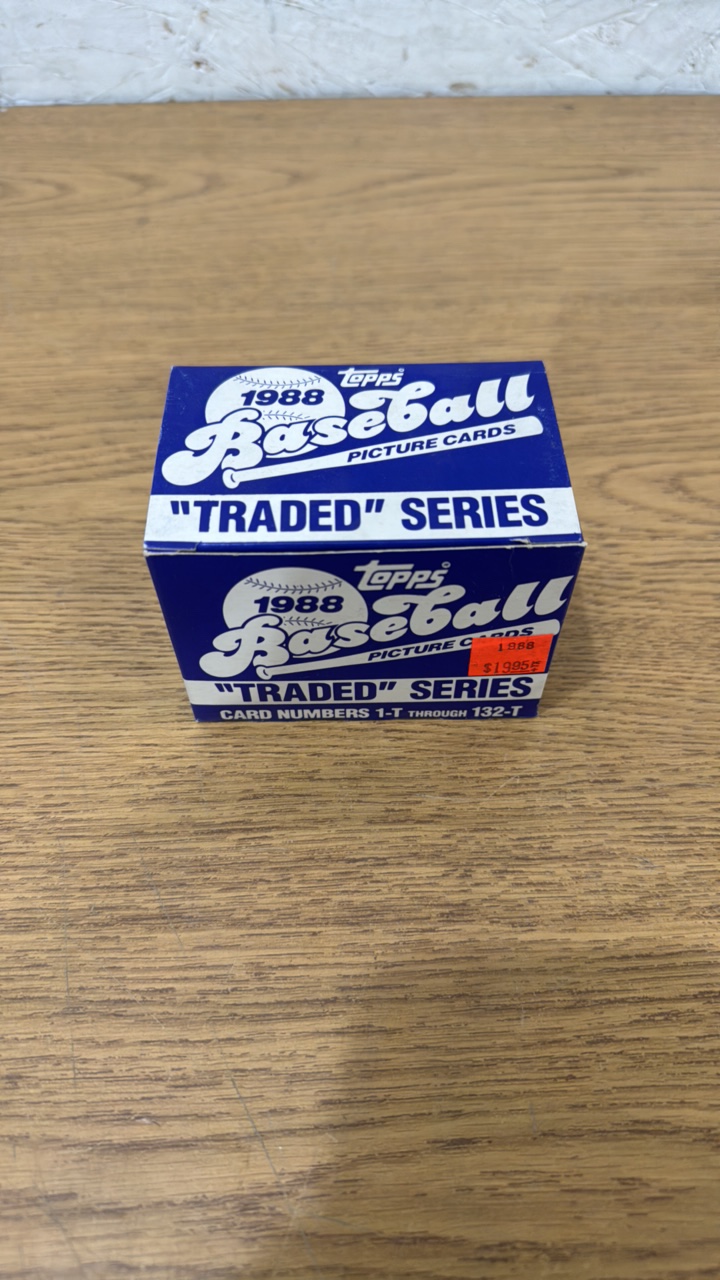 topps®
1988
Baseball
PICTURE CARDS
"TRADED" SERIES
topps®
1988
Baseball
PICTURE CARDS
1988
$1995
"TRADED" SERIES
CARD NUMBERS 1-T THROUGH 132-T